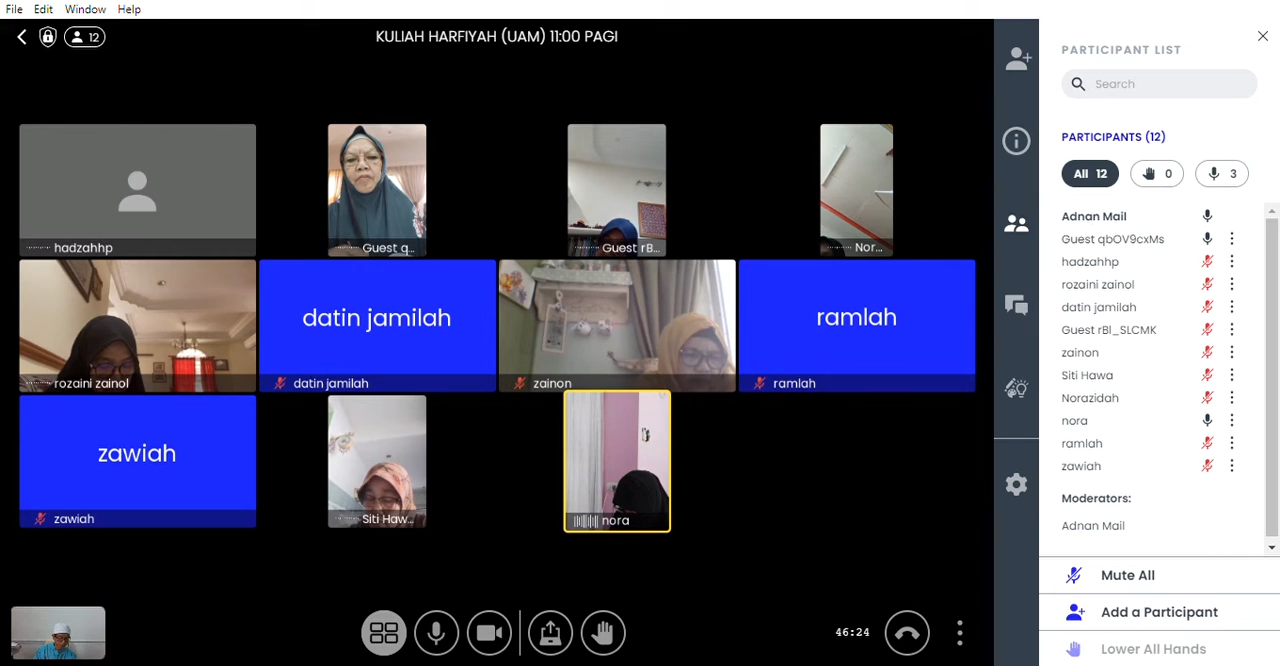 File Edit Window Help
12
KULIAH HARFIYAH (UAM) 11:00 PAGI
hadzahhp
Guest q...
Guest rB...
Nor...
rozaini zainol
datin jamilah
datin jamilah
zainon
ramlah
ramlah
zawiah
zawiah
Siti Haw...
nora
46:24
PARTICIPANT LIST
Search
PARTICIPANTS (12)
All 12
0
3
Adnan Mail
Guest qbOV9cxMs
hadzahhp
rozaini zainol
datin jamilah
Guest rBI_SLCMK
zainon
Siti Hawa
Norazidah
nora
ramlah
zawiah
Moderators:
Adnan Mail
Mute All
Add a Participant
Lower All Hands